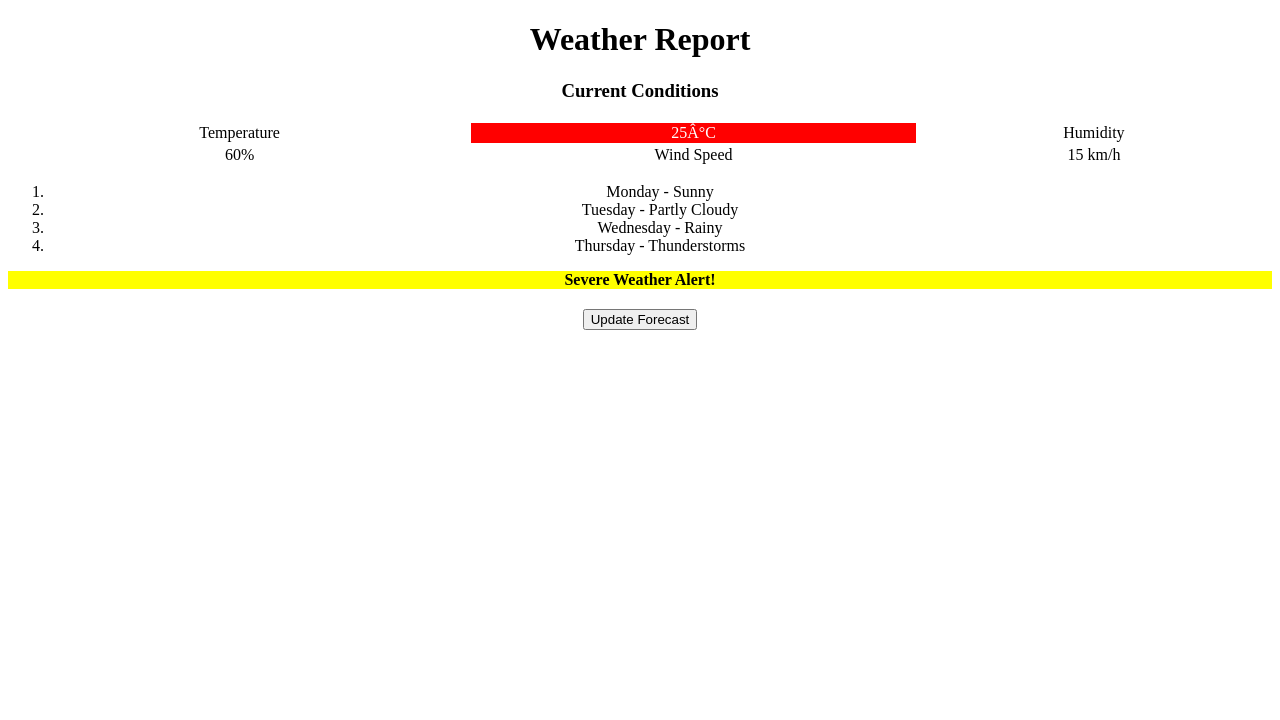 Weather Report
Current Conditions
Temperature 25Â°C Humidity
60% Wind Speed 15 km/h
1. Monday - Sunny
2. Tuesday - Partly Cloudy
3. Wednesday - Rainy
4. Thursday - Thunderstorms
Severe Weather Alert!
Update Forecast